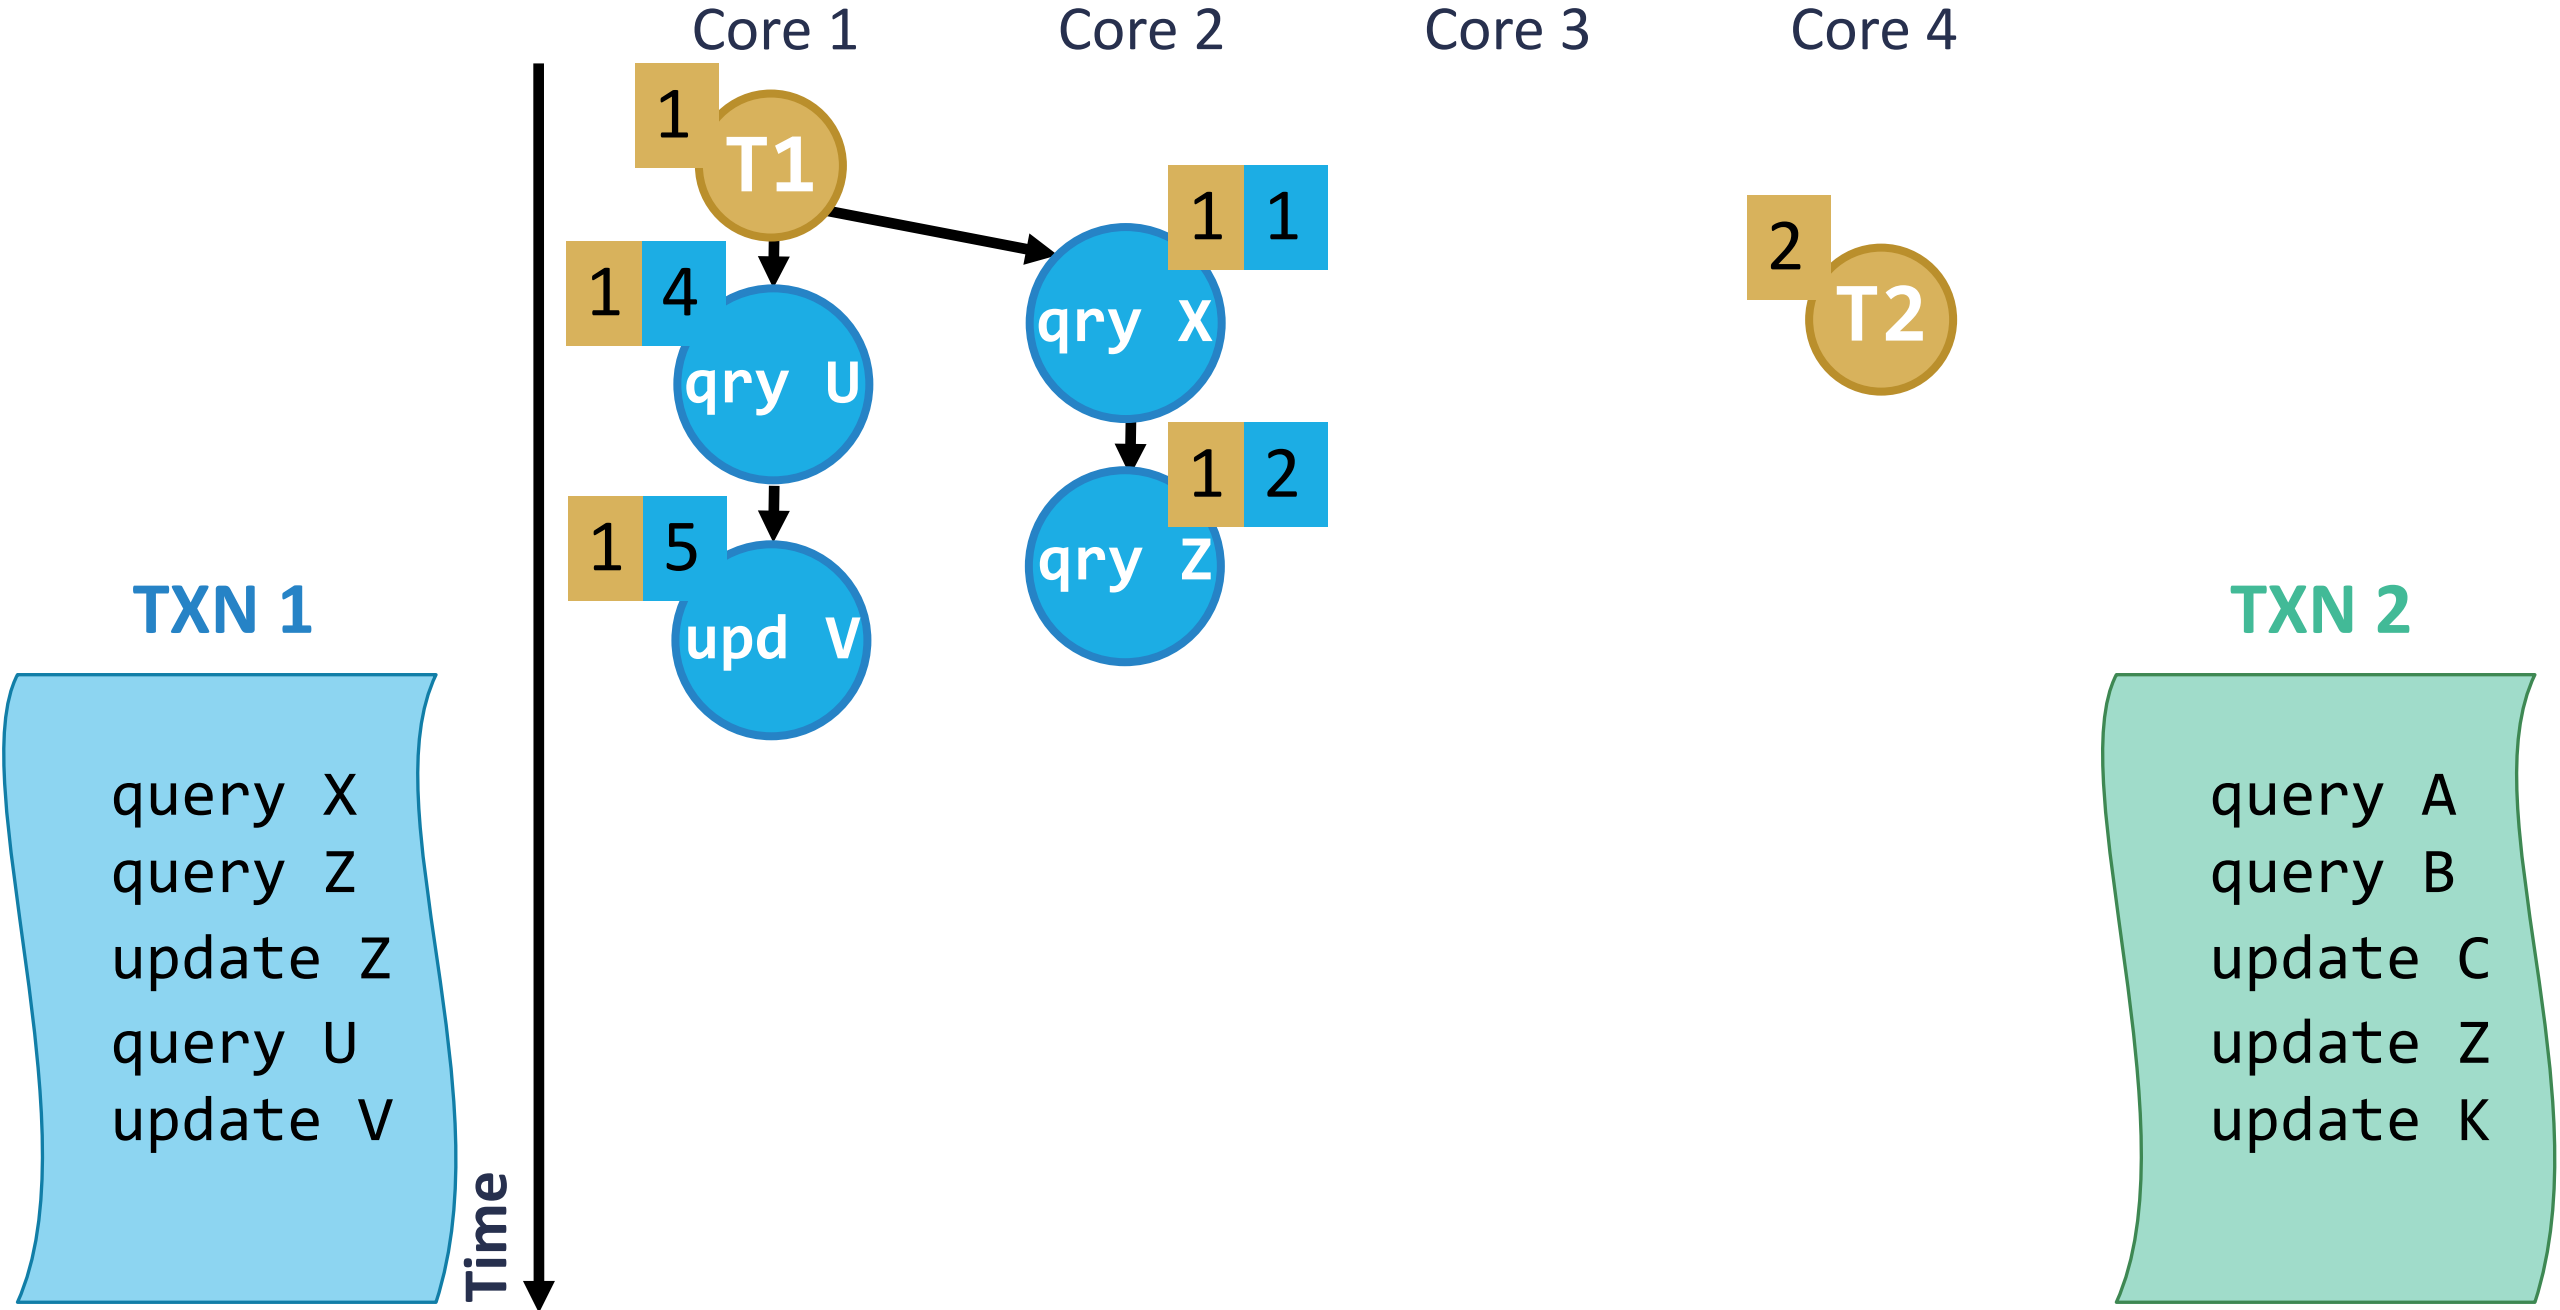 Core 1 Core 2 Core 3 Core 4
1
T1
1 1
2
T2
1 4
qry X
qry U
1 2
1 5
qry Z
upd V
TXN 1
query X
query Z
update Z
query U
update V
Time
TXN 2
query A
query B
update C
update Z
update K